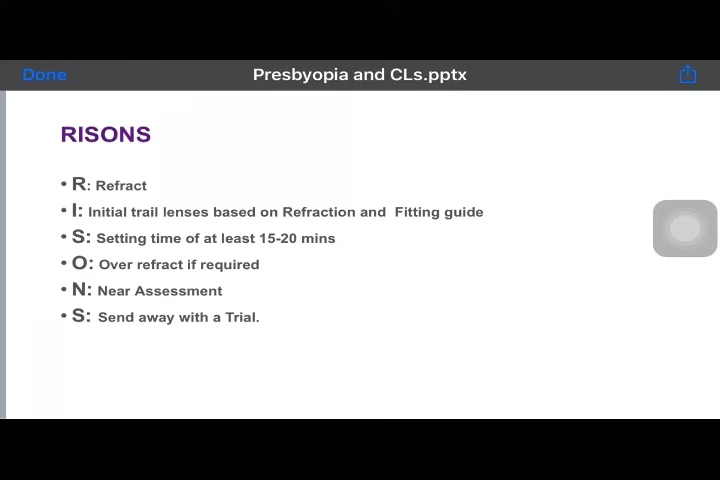 Done
Presbyopia and CLs.pptx
RISONS
• R: Refract
• I: Initial trail lenses based on Refraction and Fitting guide
• S: Setting time of at least 15-20 mins
• O: Over refract if required
• N: Near Assessment
• S: Send away with a Trial.